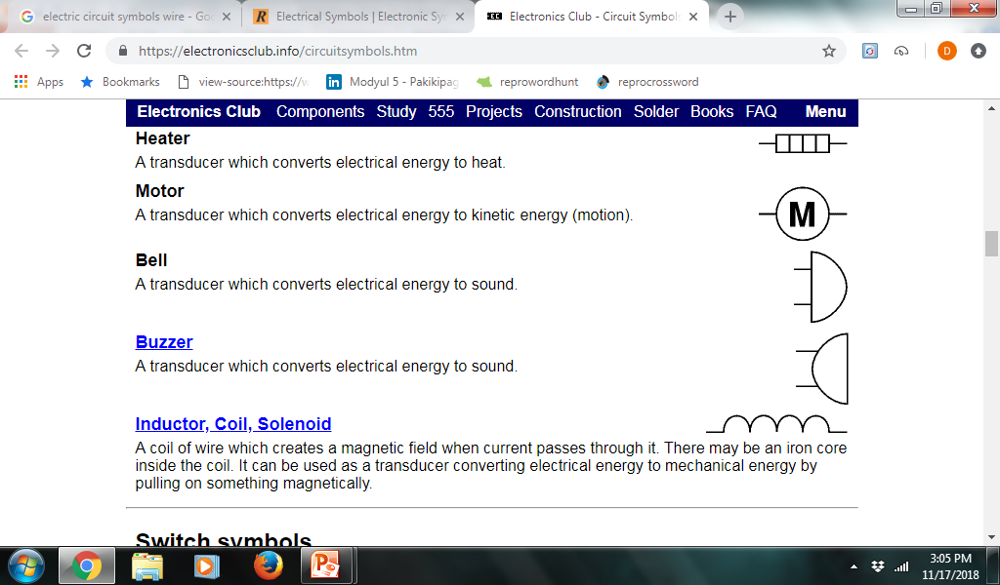 electric circuit symbols wire - Go
Electrical Symbols | Electronic Sy
EC
Electronics Club - Circuit Symbols
https://electronicsclub.info/circuitsymbols.htm
D
Apps
Bookmarks
view-source:https://w
in
Modyul 5 - Pakikipag
reprowordhunt
reprocrossword
Electronics Club Components Study 555 Projects Construction Solder Books FAQ Menu
Heater
A transducer which converts electrical energy to heat.
Motor
A transducer which converts electrical energy to kinetic energy (motion).
M
Bell
A transducer which converts electrical energy to sound.
Buzzer
A transducer which converts electrical energy to sound.
Inductor, Coil, Solenoid
A coil of wire which creates a magnetic field when current passes through it. There may be an iron core
inside the coil. It can be used as a transducer converting electrical energy to mechanical energy by
pulling on something magnetically.
Switch symbols
3:05 PM
11/17/2018